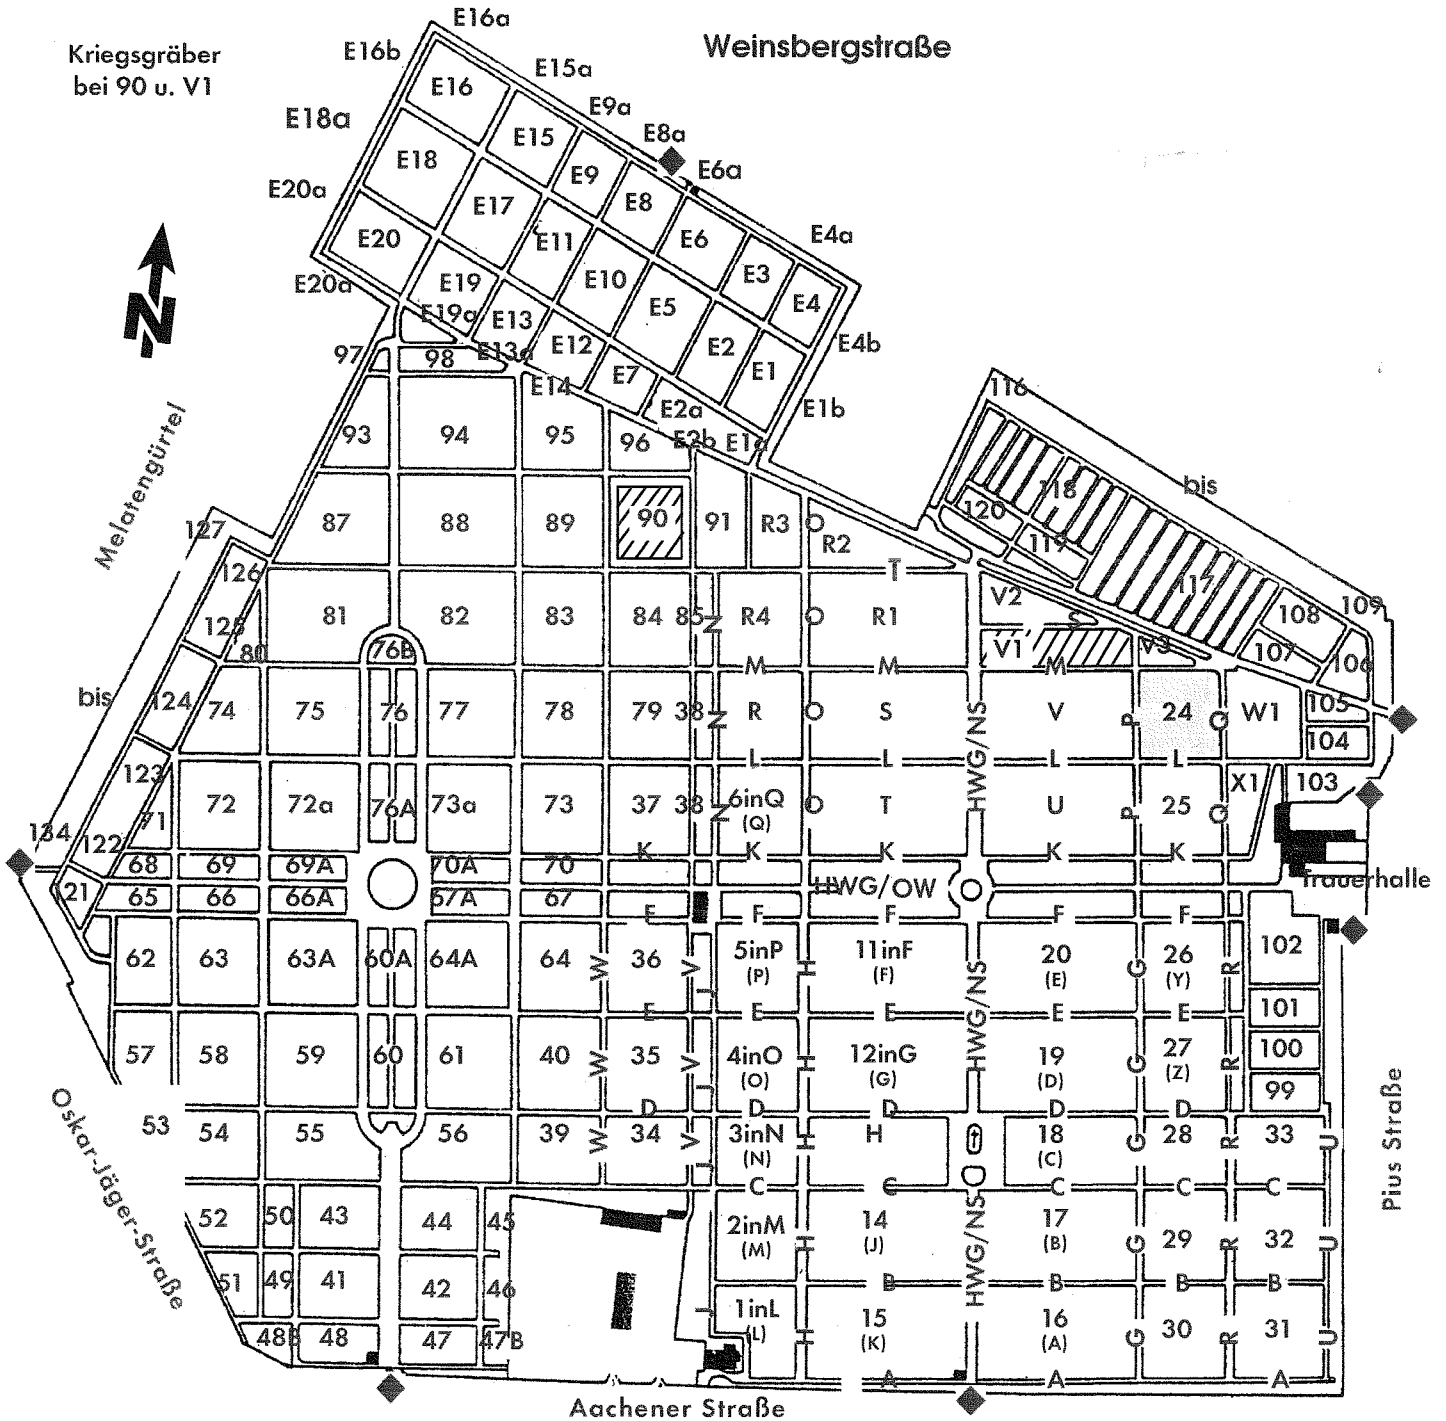 E16a
Weinsbergstraße
Kriegsgräber
bei 90 u. V1
E16b
E15a
E16
E9a
E18a
E8a
E15
E6a
E18
E9
E20a
E8
E17
E4a
E20
E11
E6
E3
E20a
E19
E10
E5
E4
E19a
E13
E12
E2
E4b
97
98
E13a
E7
E1
E14
E2a
E1b
116
93
94
95
96
E2b
E1a
Melatengürtel
bis
118
120
127
87
88
89
90
91
R3
O
R2
119
126
T
117
V2
108
109
125
81
82
83
84
85
N
R4
O
R1
S
80
76B
V1
V3
107
106
M
M
M
bis
124
74
75
76
77
78
79
38
N
R
O
S
HWG/NS
V
P
24
Q
W1
105
104
L
L
L
L
123
X1
103
71
72
72a
76A
73a
73
37
38
N
6inQ
(Q)
O
T
U
P
25
Q
134
122
K
K
K
K
K
68
69
69A
70A
70
Trauerhalle
HWG/OW
121
65
66
66A
67A
67
F
F
F
F
F
62
63
63A
60A
64A
64
W
36
V
5inP
(P)
H
11inF
(F)
HWG/NS
20
(E)
G
26
(Y)
R
102
J
E
E
E
E
E
101
57
58
59
60
61
40
W
35
V
4inO
(O)
H
12inG
(G)
19
(D)
G
27
(Z)
R
100
99
J
D
D
D
D
D
Oskar-Jäger-Straße
Pius Straße
53
54
55
56
39
W
34
V
3inN
(N)
H
H
18
(C)
G
28
R
33
U
J
C
C
C
C
C
52
50
43
44
45
2inM
(M)
H
14
(J)
HWG/NS
17
(B)
G
29
R
32
U
51
49
41
42
46
B
B
B
B
J
1inL
(L)
H
15
(K)
16
(A)
G
30
R
31
U
48B
48
47
47B
A
A
A
Aachener Straße
N